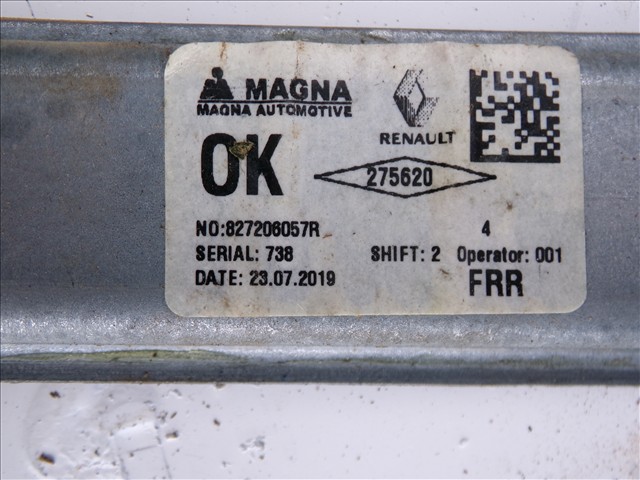 MAGNA
MAGNA AUTOMOTIVE
RENAULT
OK
275620
NO:827206057R 4
SERIAL: 738 SHIFT: 2 Operator: 001
DATE: 23.07.2019 FRR